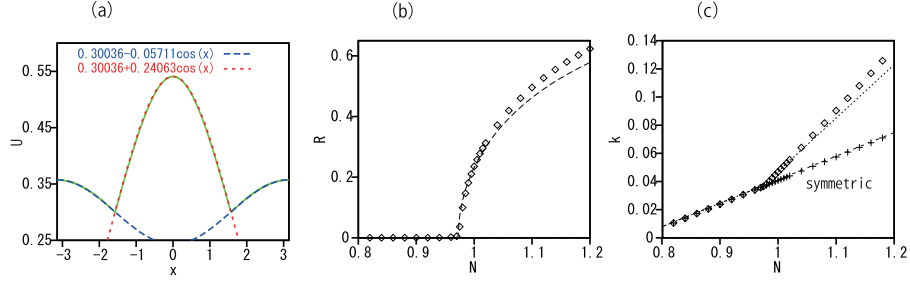 (a)
0.30036-0.05711cos(x)
0.30036+0.24063cos(x)
0.55
0.45
0.35
0.25
U
-3 -2 -1 0 1 2 3
x
(b)
0.6
0.4
0.2
0
R
0.8 0.9 1 1.1 1.2
N
(c)
0.14
0.12
0.1
0.08
0.06
0.04
0.02
0
k
symmetric
0.8 0.9 1 1.1 1.2
N